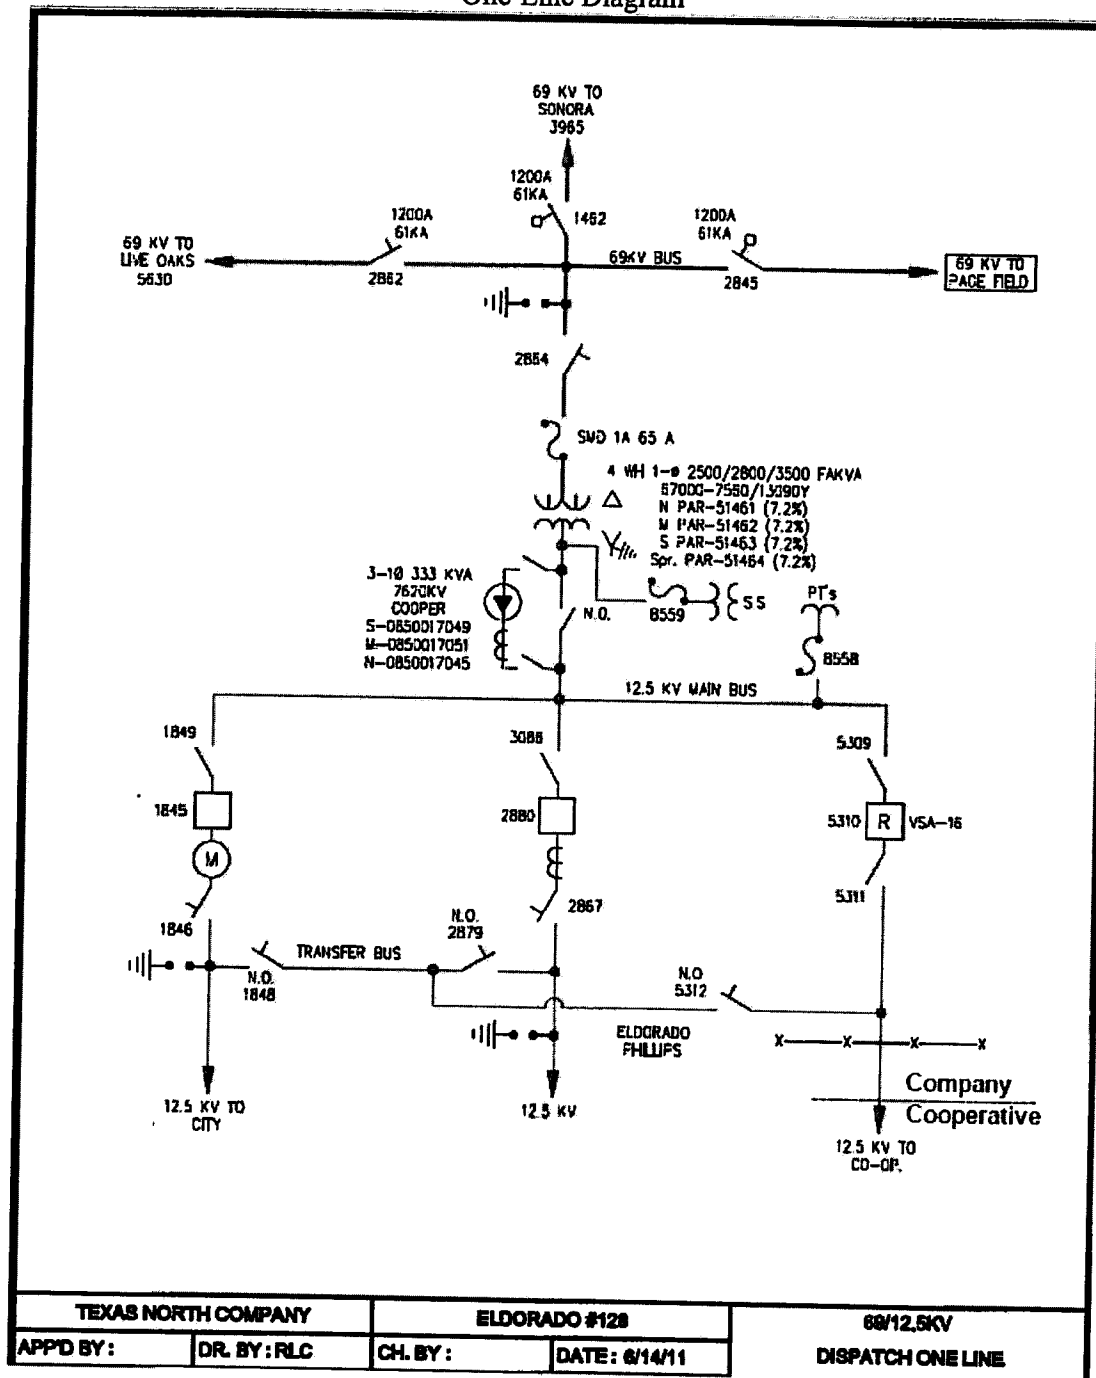 One Line Diagram
69 KV TO
SONORA
3965
1200A
61KA
1462
1200A
61KA
2862
69 KV TO
LIVE OAKS
5630
69KV BUS
1200A
61KA
2845
69 KV TO
PAGE FIELD
2854
SMD 1A 65 A
4 WH 1-ø 2500/2800/3500 FAKVA
67000-7560/13090Y
N PAR-51461 (7.2%)
M PAR-51462 (7.2%)
S PAR-51463 (7.2%)
Spr. PAR-51464 (7.2%)
3-1Ø 333 KVA
7620KV
COOPER
S-0850017049
M-0850017051
N-0850017045
N.O.
8559
SS
PT's
8558
12.5 KV MAIN BUS
1849
1845
M
1846
3088
2880
2867
5309
5310
R
VSA-16
5311
N.O.
1848
TRANSFER BUS
N.O.
2879
N.O
5312
ELDORADO
PHILLIPS
X X X X
12.5 KV TO
CITY
12.5 KV
Company
Cooperative
12.5 KV TO
CO-OP.
TEXAS NORTH COMPANY
ELDORADO #128
69/12.5KV
APP'D BY :
DR. BY : RLC
CH. BY :
DATE : 6/14/11
DISPATCH ONE LINE